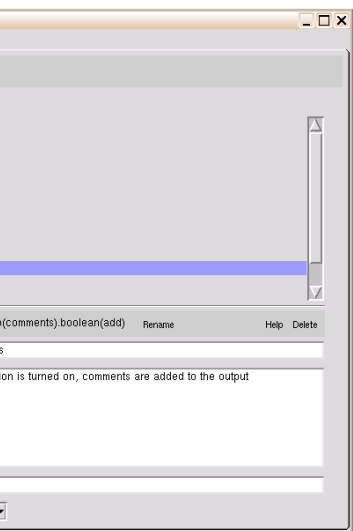 (comments).boolean(add) Rename Help Delete
s
ion is turned on, comments are added to the output